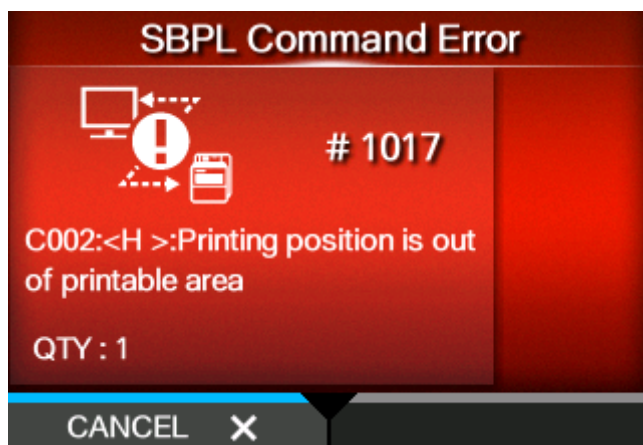 SBPL Command Error
# 1017
C002:<H >:Printing position is out
of printable area
QTY : 1
CANCEL X